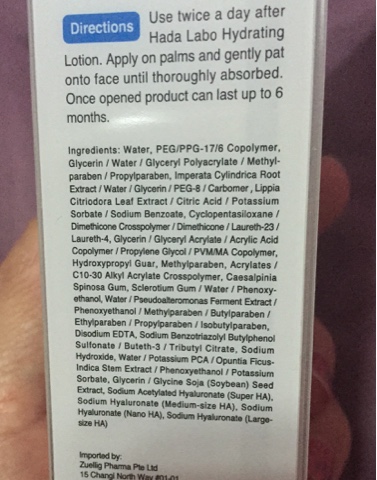 Directions Use twice a day after
Hada Labo Hydrating
Lotion. Apply on palms and gently pat
onto face until thoroughly absorbed.
Once opened product can last up to 6
months.
Ingredients: Water, PEG/PPG-17/6 Copolymer,
Glycerin / Water / Glyceryl Polyacrylate / Methyl-
paraben / Propylparaben, Imperata Cylindrica Root
Extract / Water / Glycerin / PEG-8 / Carbomer, Lippia
Citriodora Leaf Extract / Citric Acid / Potassium
Sorbate / Sodium Benzoate, Cyclopentasiloxane /
Dimethicone Crosspolymer / Dimethicone / Laureth-23 /
Laureth-4, Glycerin / Glyceryl Acrylate / Acrylic Acid
Copolymer / Propylene Glycol / PVM/MA Copolymer,
Hydroxypropyl Guar, Methylparaben, Acrylates /
C10-30 Alkyl Acrylate Crosspolymer, Caesalpinia
Spinosa Gum, Sclerotium Gum / Water / Phenoxy-
ethanol, Water / Pseudoalteromonas Ferment Extract /
Phenoxyethanol / Methylparaben / Butylparaben /
Ethylparaben / Propylparaben / Isobutylparaben,
Disodium EDTA, Sodium Benzotriazolyl Butylphenol
Sulfonate / Buteth-3 / Tributyl Citrate, Sodium
Hydroxide, Water / Potassium PCA / Opuntia Ficus-
Indica Stem Extract / Phenoxyethanol / Potassium
Sorbate, Glycerin / Glycine Soja (Soybean) Seed
Extract, Sodium Acetylated Hyaluronate (Super HA),
Sodium Hyaluronate (Medium-size HA), Sodium
Hyaluronate (Nano HA), Sodium Hyaluronate (Large-
size HA)
Imported by:
Zuellig Pharma Pte Ltd
15 Changi North Way #01-01